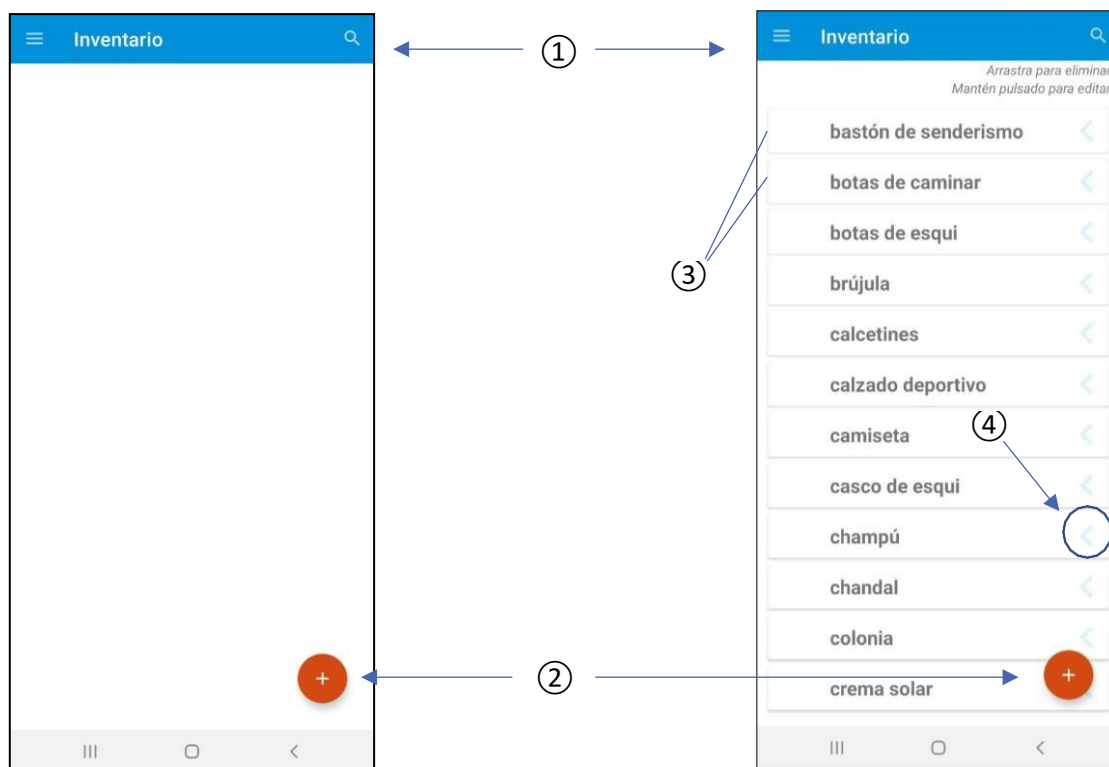 Inventario
+
①
②
③
④
Inventario
Arrastra para eliminar
Mantén pulsado para editar
bastón de senderismo
botas de caminar
botas de esqui
brújula
calcetines
calzado deportivo
camiseta
casco de esqui
champú
chandal
colonia
crema solar
+